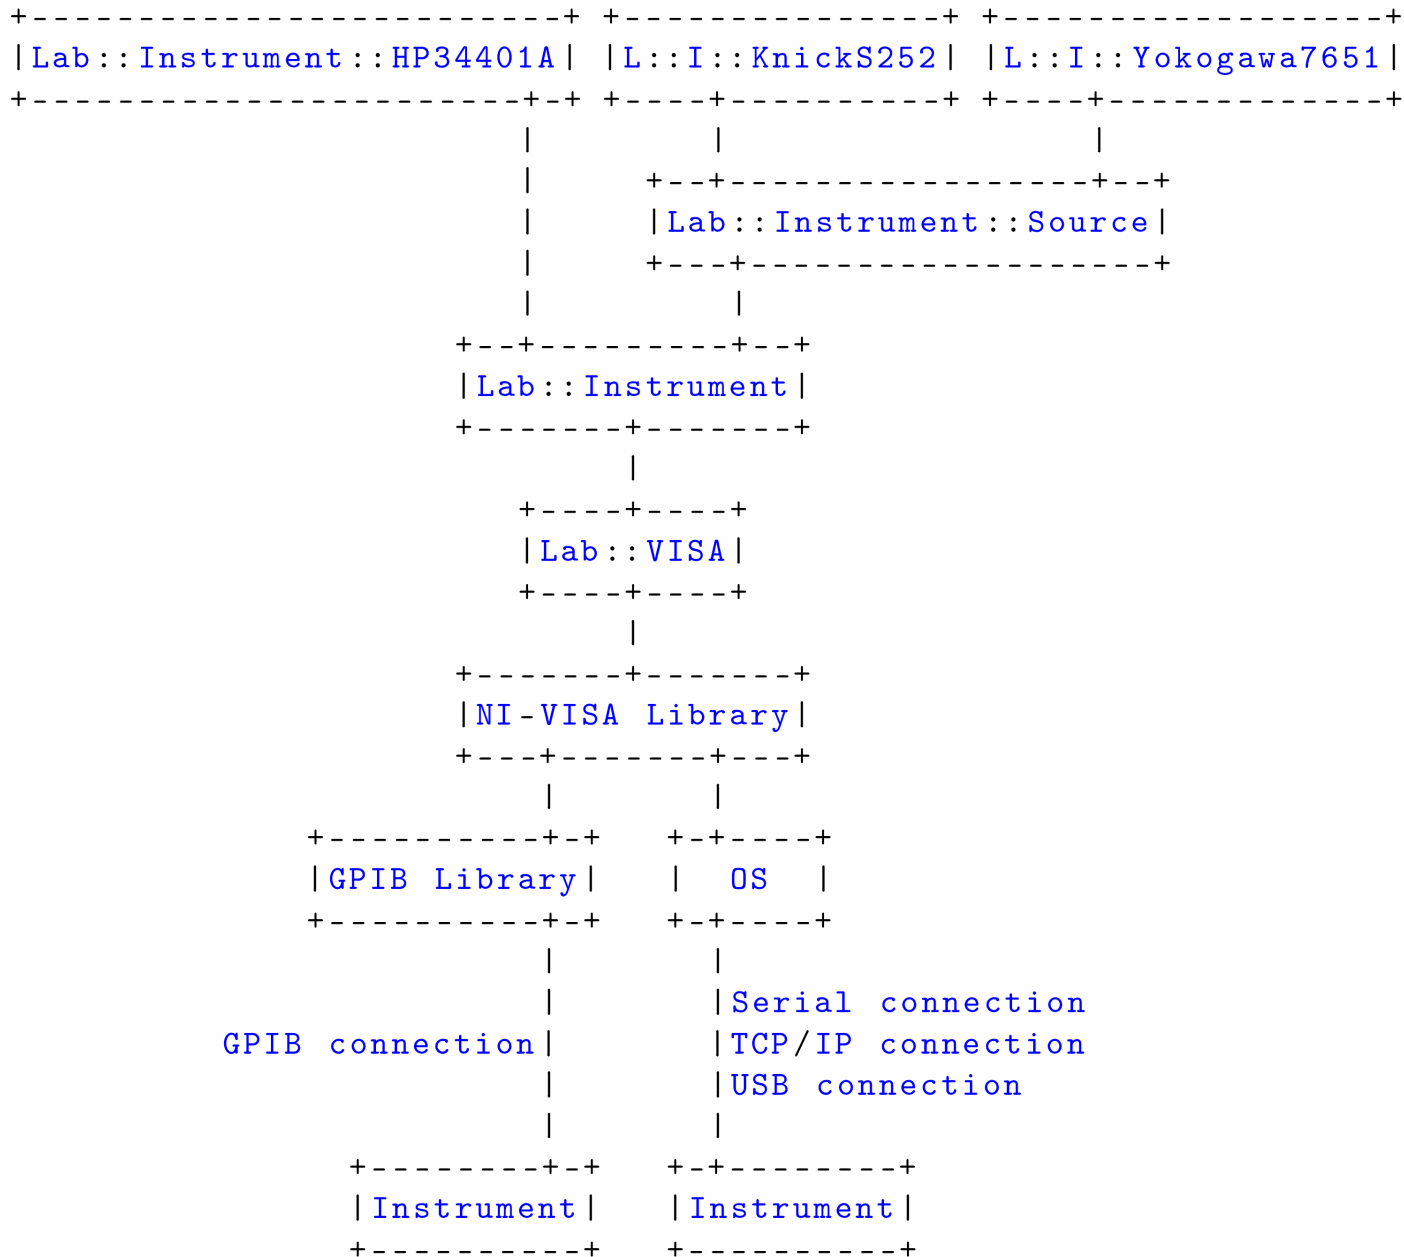 Lab::Instrument::HP34401A L::I::KnickS252 L::I::Yokogawa7651
Lab::Instrument::Source
Lab::Instrument
Lab::VISA
NI-VISA Library
GPIB Library OS
Serial connection
GPIB connection TCP/IP connection
USB connection
Instrument Instrument